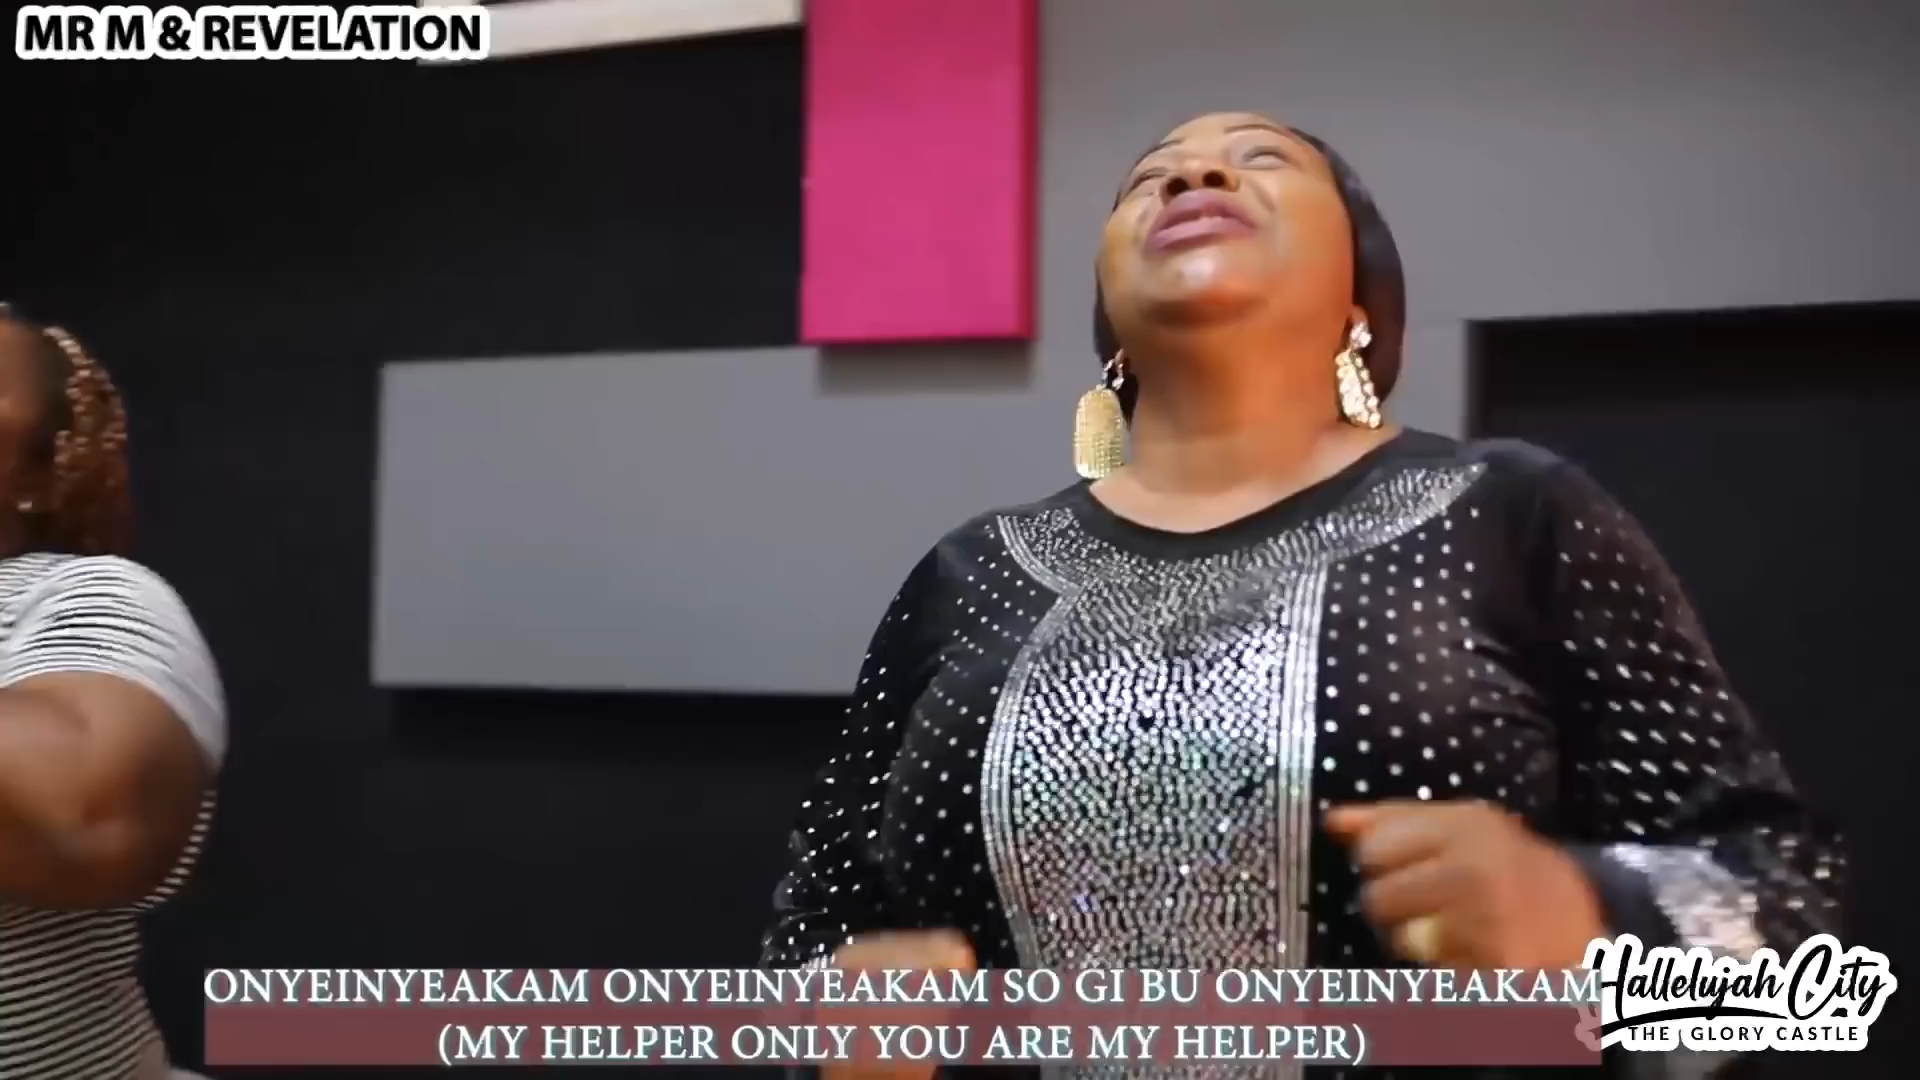 MR M & REVELATION
ONYEINYEAKAM ONYEINYEAKAM SO GI BU ONYEINYEAKAM
(MY HELPER ONLY YOU ARE MY HELPER)
Hallelujah City
THE GLORY CASTLE